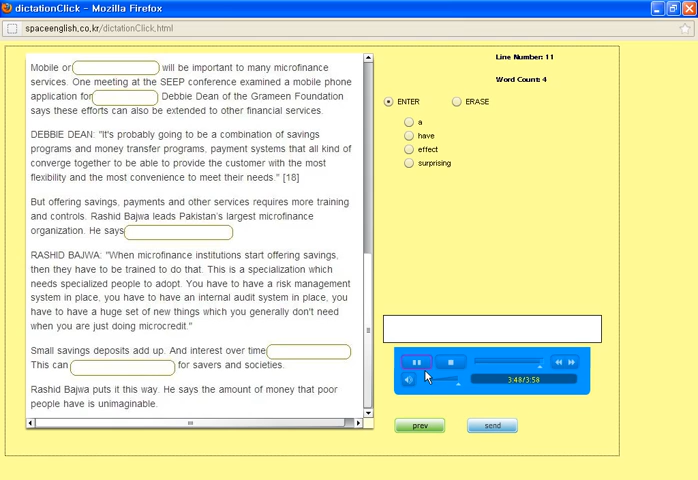 dictationClick - Mozilla Firefox
spaceenglish.co.kr/dictationClick.html
Mobile or will be important to many microfinance
services. One meeting at the SEEP conference examined a mobile phone
application for Debbie Dean of the Grameen Foundation
says these efforts can also be extended to other financial services.
DEBBIE DEAN: "It's probably going to be a combination of savings
programs and money transfer programs, payment systems that all kind of
converge together to be able to provide the customer with the most
flexibility and the most convenience to meet their needs." [18]
But offering savings, payments and other services requires more training
and controls. Rashid Bajwa leads Pakistan's largest microfinance
organization. He says
RASHID BAJWA: "When microfinance institutions start offering savings,
then they have to be trained to do that. This is a specialization which
needs specialized people to adopt. You have to have a risk management
system in place, you have to have an internal audit system in place, you
have to have a huge set of new things which you generally don't need
when you are just doing microcredit."
Small savings deposits add up. And interest over time
This can for savers and societies.
Rashid Bajwa puts it this way. He says the amount of money that poor
people have is unimaginable.
Line Number: 11
Word Count: 4
ENTER ERASE
a
have
effect
surprising
3:48/3:58
prev send